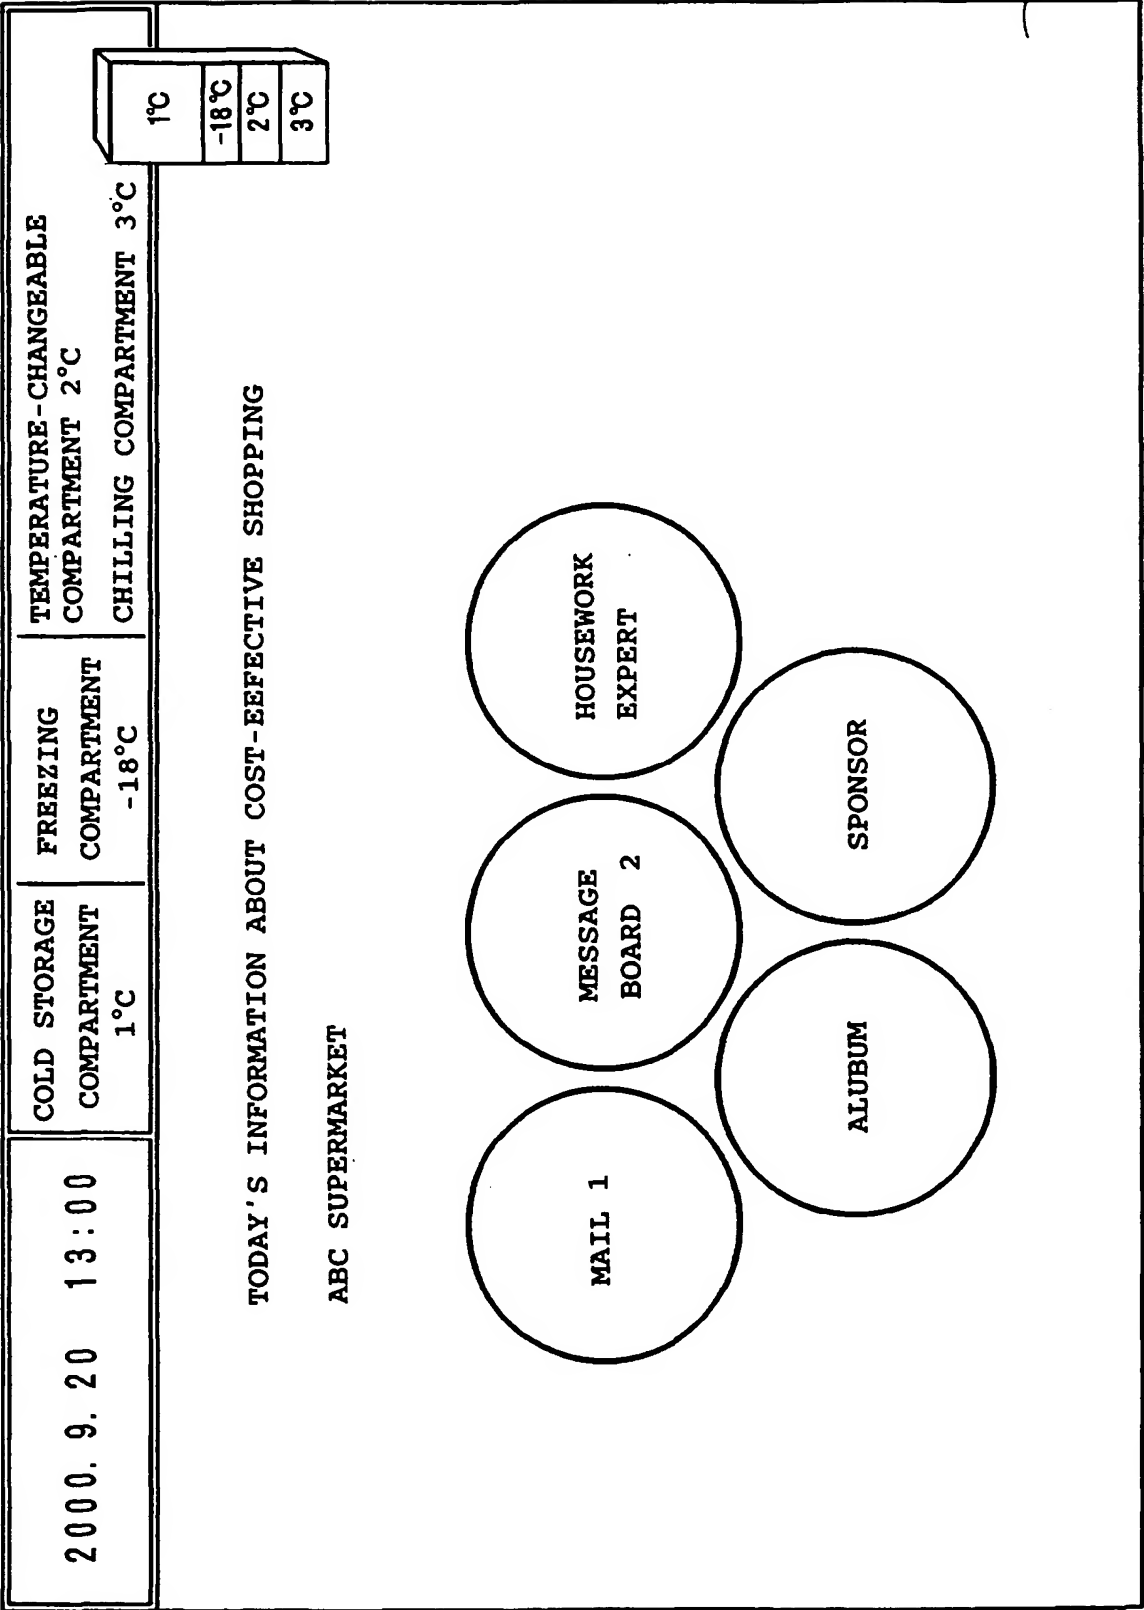 2000. 9. 20 13:00
COLD STORAGE
COMPARTMENT
1°C
FREEZING
COMPARTMENT
-18°C
TEMPERATURE-CHANGEABLE
COMPARTMENT 2°C
CHILLING COMPARTMENT 3°C
1°C
-18°C
2°C
3°C
TODAY'S INFORMATION ABOUT COST-EEFECTIVE SHOPPING
ABC SUPERMARKET
MAIL 1
MESSAGE
BOARD 2
HOUSEWORK
EXPERT
ALUBUM
SPONSOR